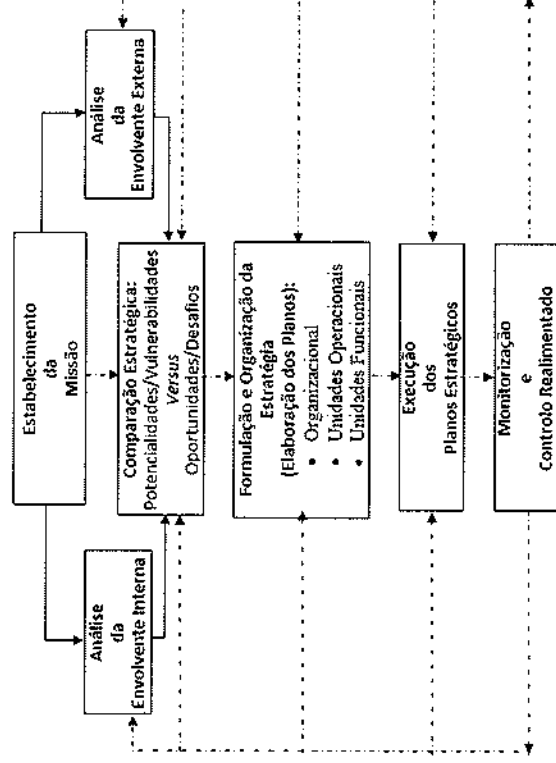 Estabelecimento
da
Missão
Análise
da
Envolvente Interna
Análise
da
Envolvente Externa
Comparação Estratégica:
Potencialidades/Vulnerabilidades
Versus
Oportunidades/Desafios
Formulação e Organização da
Estratégia
(Elaboração dos Planos):
• Organizacional
• Unidades Operacionais
• Unidades Funcionais
Execução
dos
Planos Estratégicos
Monitorização
e
Controlo Realimentado